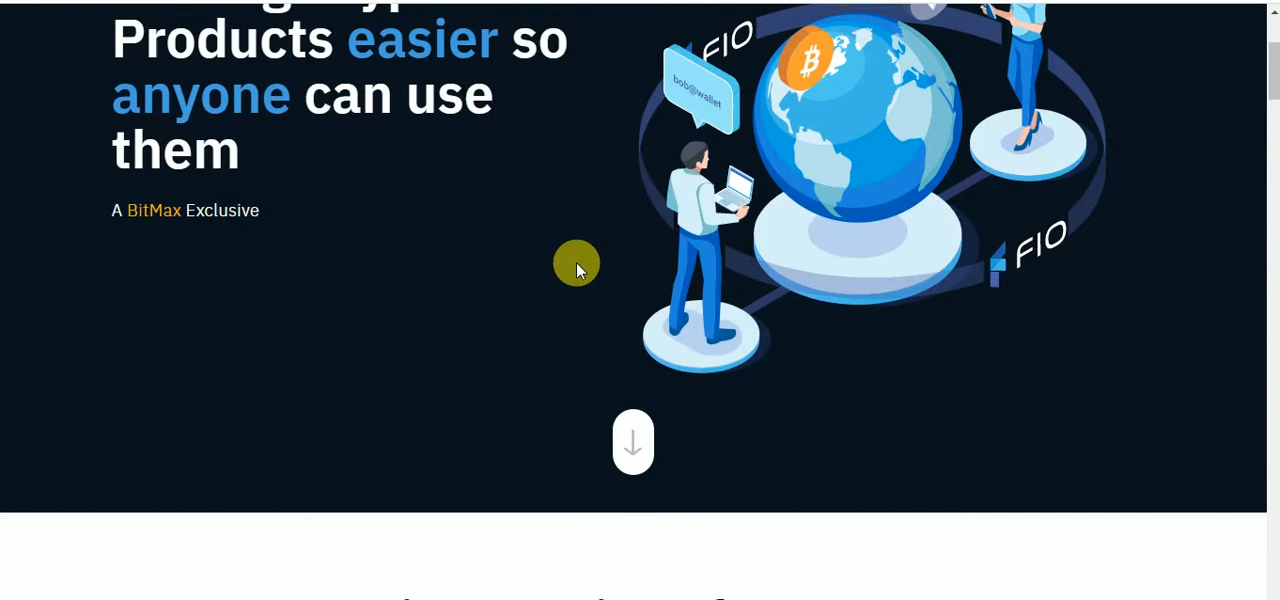 Products easier so
anyone can use
them
A BitMax Exclusive
FIO
bob@wallet
FIO